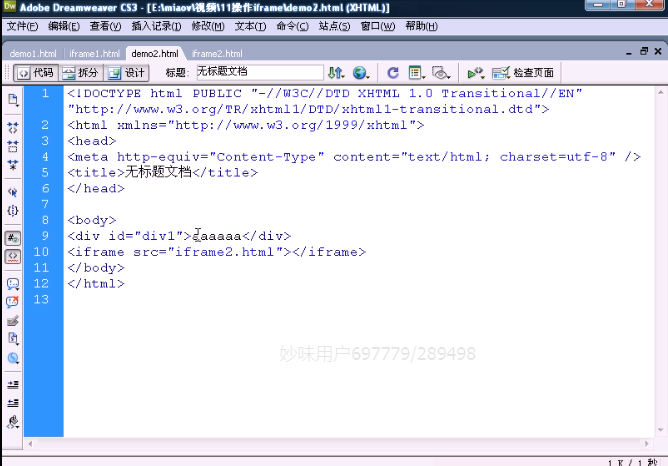 Adobe Dreamweaver CS3 - [E:\miaov\视频\11操作iframe\demo2.html (XHTML)]
文件(F) 编辑(E) 查看(V) 插入记录(I) 修改(M) 文本(T) 命令(C) 站点(S) 窗口(W) 帮助(H)
demo1.html iframe1.html demo2.html iframe2.html
代码 拆分 设计 标题: 无标题文档 检查页面
1 <!DOCTYPE html PUBLIC "-//W3C//DTD XHTML 1.0 Transitional//EN"
"http://www.w3.org/TR/xhtml1/DTD/xhtml1-transitional.dtd">
2 <html xmlns="http://www.w3.org/1999/xhtml">
3 <head>
4 <meta http-equiv="Content-Type" content="text/html; charset=utf-8" />
5 <title>无标题文档</title>
6 </head>
7
8 <body>
9 <div id="div1">aaaaaa</div>
10 <iframe src="iframe2.html"></iframe>
11 </body>
12 </html>
13
妙味用户697779/289498
1 K / 1 秒